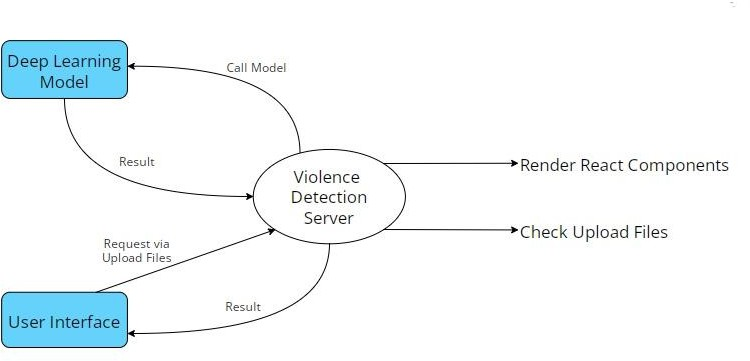 Deep Learning
Model
Call Model
Result
Violence
Detection
Server
Render React Components
Check Upload Files
Request via
Upload Files
User Interface
Result